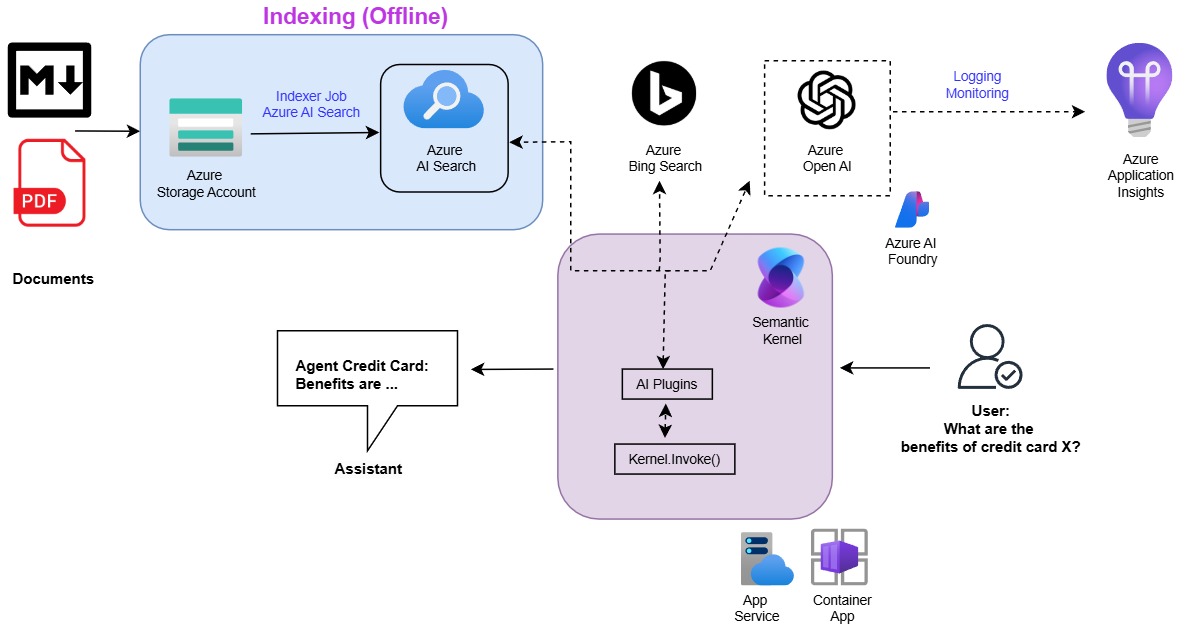 Indexing (Offline)
Indexer Job
Azure AI Search
Azure
Storage Account
Azure
AI Search
PDF
Documents
Azure
Bing Search
Azure
Open AI
Logging
Monitoring
Azure
Application
Insights
Azure AI
Foundry
Semantic
Kernel
AI Plugins
Kernel.Invoke()
Agent Credit Card:
Benefits are ...
Assistant
User:
What are the
benefits of credit card X?
App
Service
Container
App